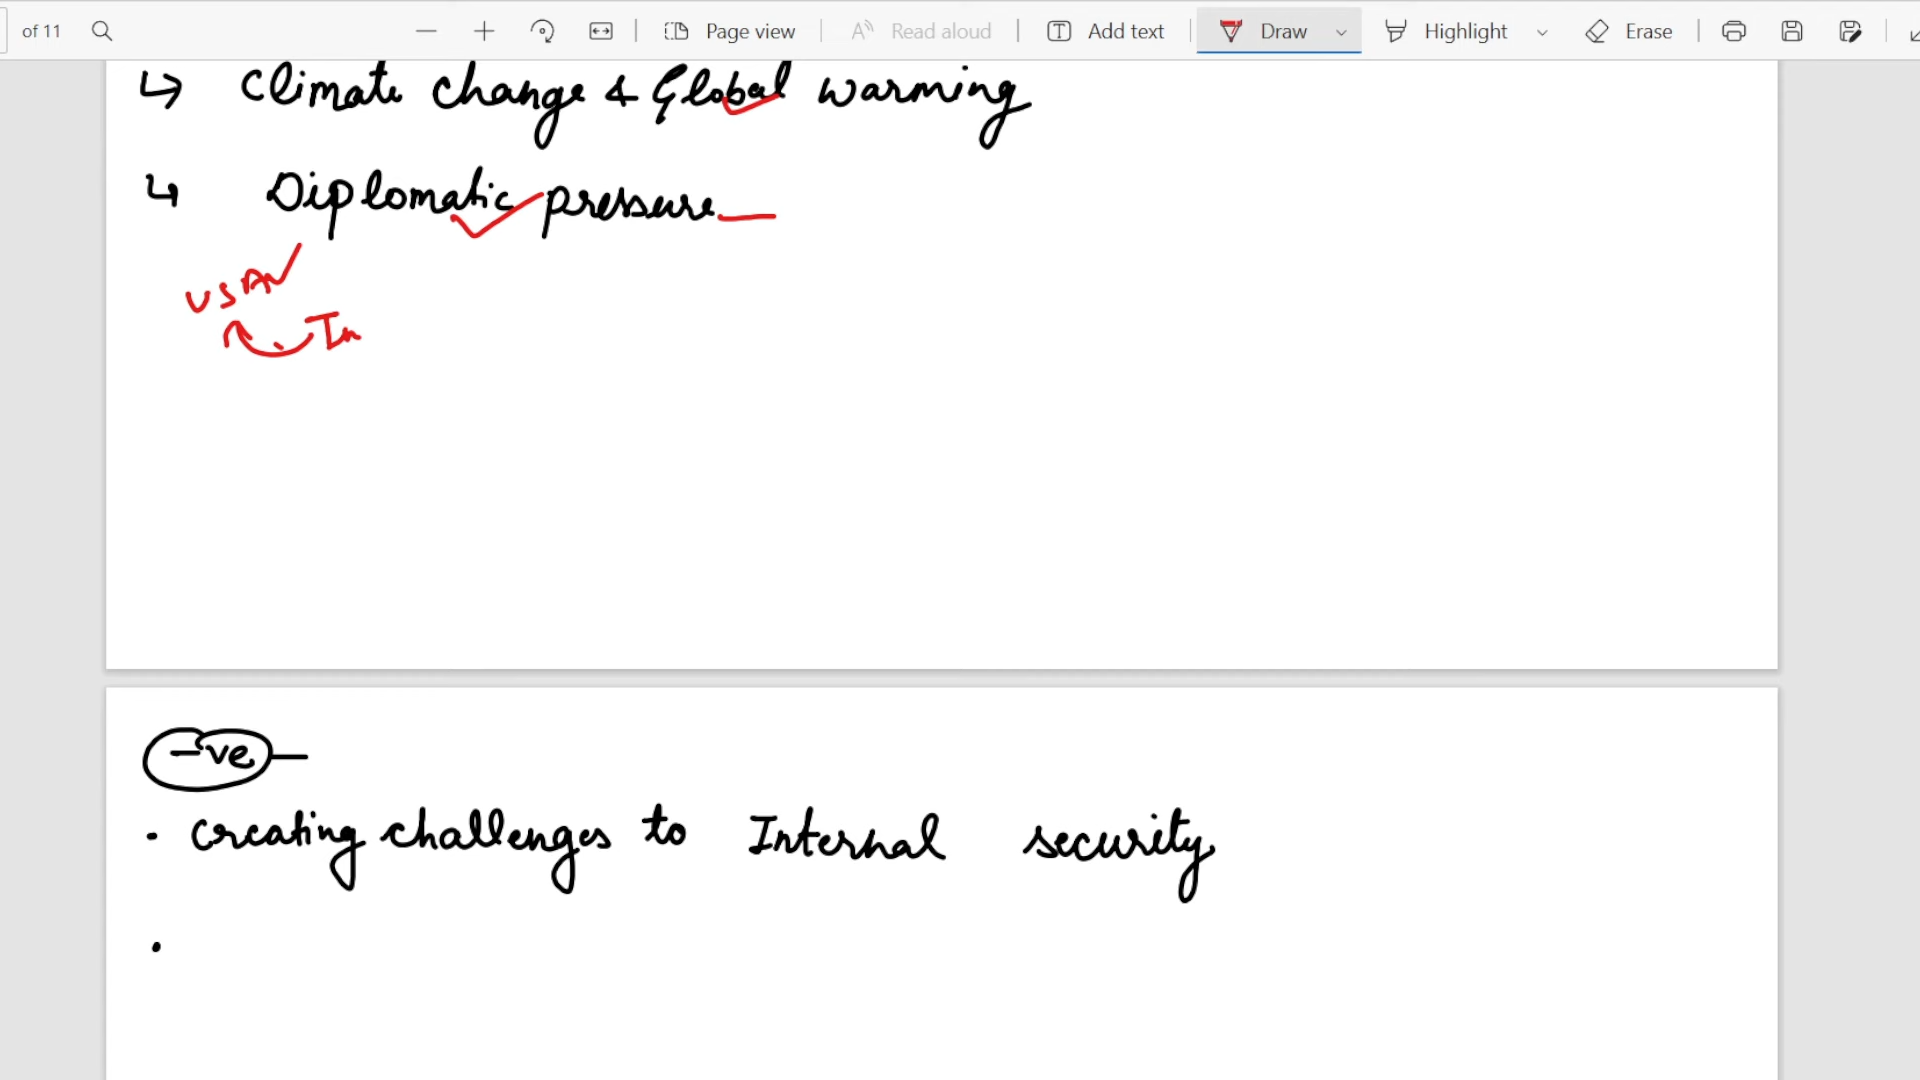 of 11 Page view Read aloud Add text Draw Highlight Erase
↳ Climate change & Global warming
↳ Diplomatic pressure
USA
In
-ve
• creating challenges to Internal security
•